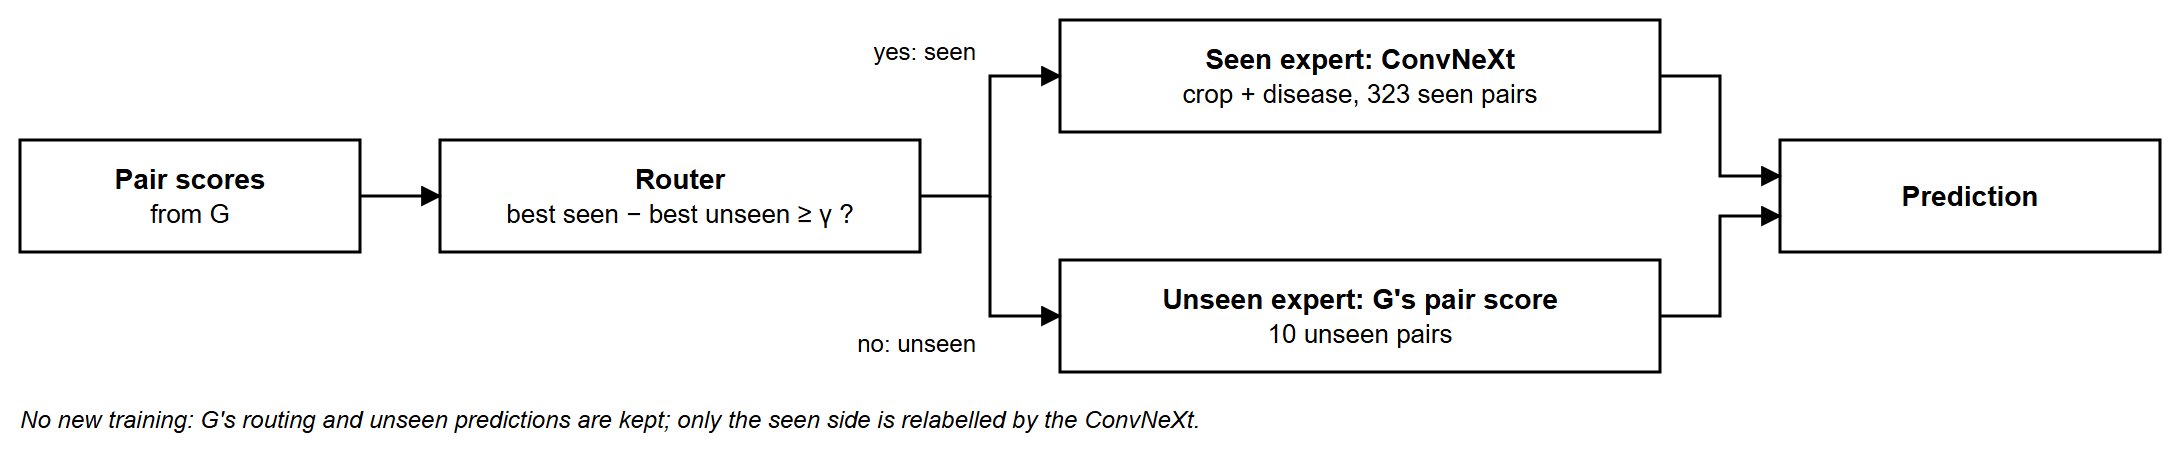 Pair scores
from G
Router
best seen − best unseen ≥ γ ?
yes: seen
no: unseen
Seen expert: ConvNeXt
crop + disease, 323 seen pairs
Unseen expert: G's pair score
10 unseen pairs
Prediction
No new training: G's routing and unseen predictions are kept; only the seen side is relabelled by the ConvNeXt.